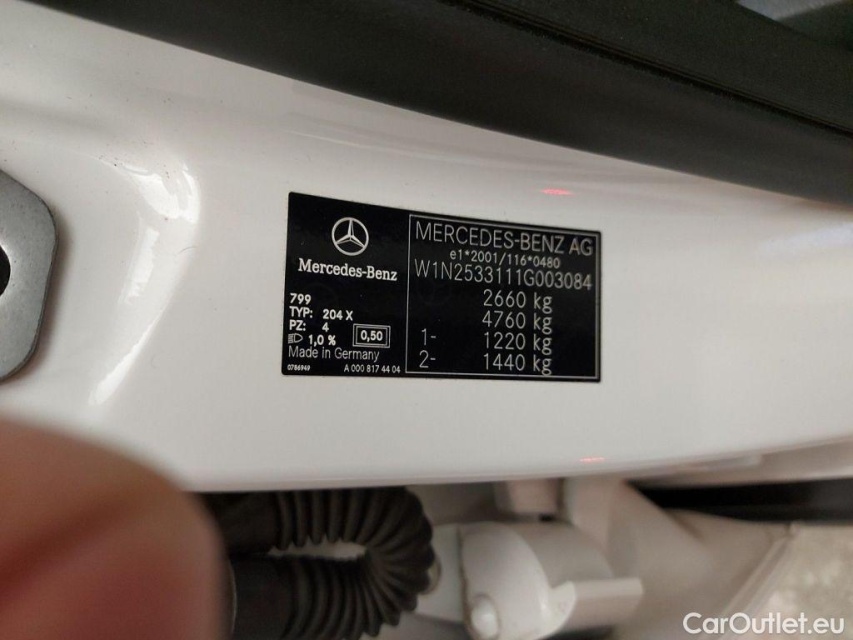 Mercedes-Benz
799
TYP: 204 X
PZ: 4
1,0 % 0,50
Made in Germany
0786949 A 000 817 44 04
MERCEDES-BENZ AG
e1*2001/116*0480
W1N2533111G003084
2660 kg
4760 kg
1- 1220 kg
2- 1440 kg
CarOutlet.eu